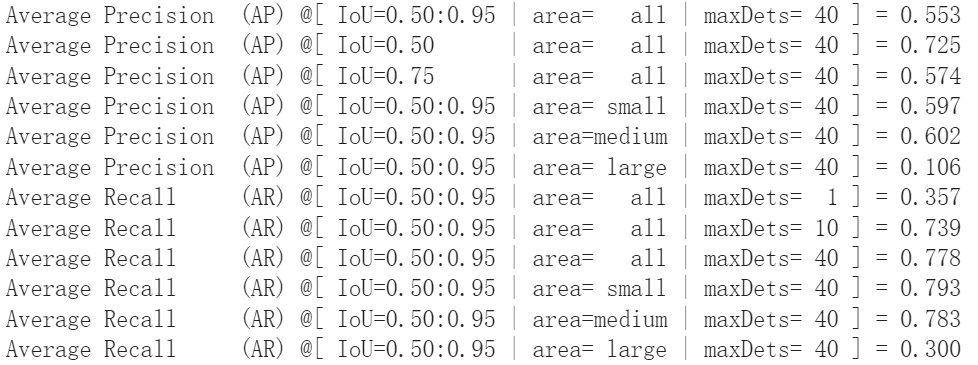 Average Precision  (AP) @[ IoU=0.50:0.95 | area=   all | maxDets= 40 ] = 0.553
Average Precision  (AP) @[ IoU=0.50      | area=   all | maxDets= 40 ] = 0.725
Average Precision  (AP) @[ IoU=0.75      | area=   all | maxDets= 40 ] = 0.574
Average Precision  (AP) @[ IoU=0.50:0.95 | area= small | maxDets= 40 ] = 0.597
Average Precision  (AP) @[ IoU=0.50:0.95 | area=medium | maxDets= 40 ] = 0.602
Average Precision  (AP) @[ IoU=0.50:0.95 | area= large | maxDets= 40 ] = 0.106
Average Recall     (AR) @[ IoU=0.50:0.95 | area=   all | maxDets=  1 ] = 0.357
Average Recall     (AR) @[ IoU=0.50:0.95 | area=   all | maxDets= 10 ] = 0.739
Average Recall     (AR) @[ IoU=0.50:0.95 | area=   all | maxDets= 40 ] = 0.778
Average Recall     (AR) @[ IoU=0.50:0.95 | area= small | maxDets= 40 ] = 0.793
Average Recall     (AR) @[ IoU=0.50:0.95 | area=medium | maxDets= 40 ] = 0.783
Average Recall     (AR) @[ IoU=0.50:0.95 | area= large | maxDets= 40 ] = 0.300